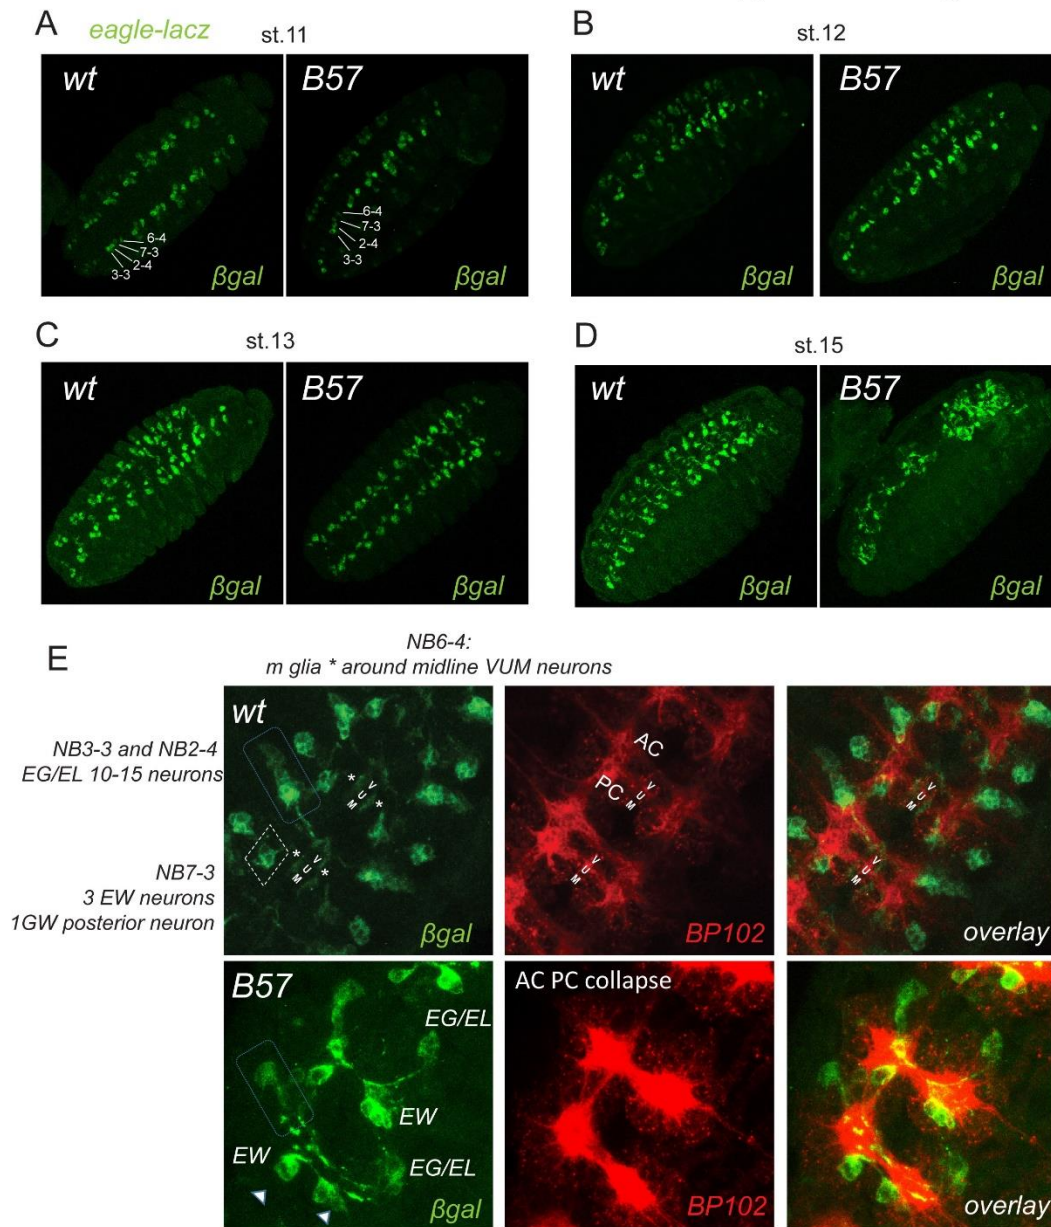 A
eagle-lacz
st.11
wt
B57
6-4
7-3
2-4
3-3
6-4
7-3
2-4
3-3
βgal
βgal
B
st.12
wt
B57
βgal
βgal
C
st.13
wt
B57
βgal
βgal
D
st.15
wt
B57
βgal
βgal
E
NB6-4:
m glia * around midline VUM neurons
NB3-3 and NB2-4
EG/EL 10-15 neurons
NB7-3
3 EW neurons
1GW posterior neuron
wt
*
V
U
M
*
*
V
U
M
*
βgal
AC
PC
V
U
M
V
U
M
BP102
V
U
M
V
U
M
overlay
B57
EG/EL
EW
EW
EG/EL
βgal
AC PC collapse
BP102
overlay